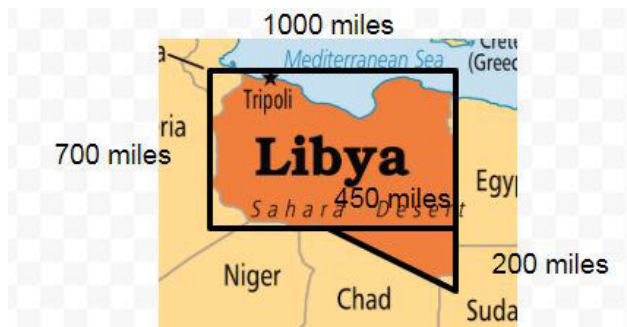 1000 miles
Mediterranean Sea
Crete
(Greec
a
Tripoli
ria
Libya
700 miles
450 miles
Egy
Sahara Desert
200 miles
Niger
Chad
Suda